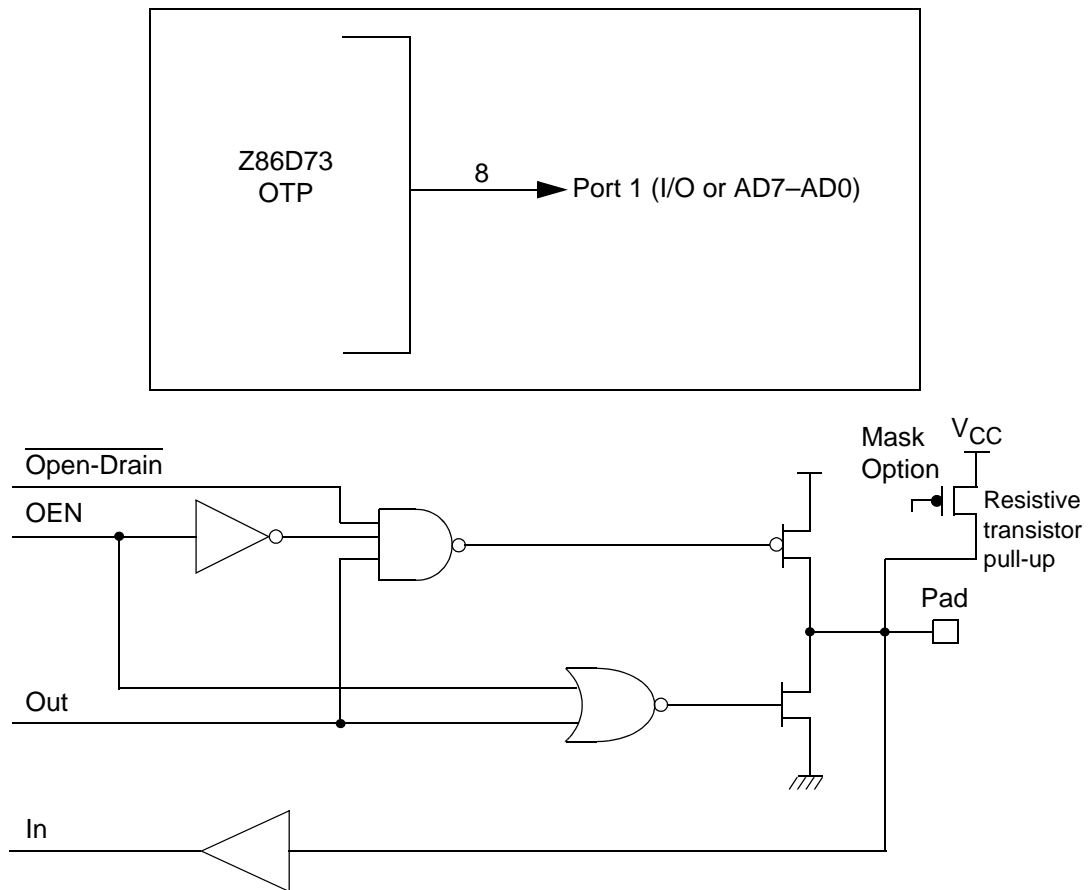 Z86D73
OTP
8
Port 1 (I/O or AD7–AD0)
Open-Drain
OEN
Mask
Option
VCC
Resistive
transistor
pull-up
Pad
Out
In